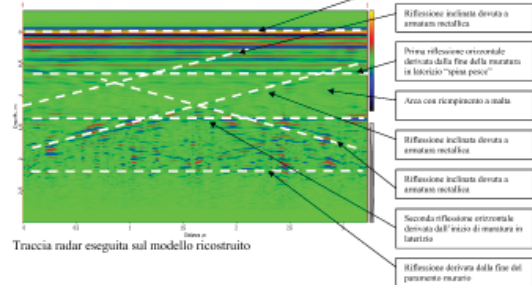 Riflessione inclinata dovuta a
armatura metallica
Prima riflessione orizzontale
derivata dalla fine della muratura
in laterizio "spina pesce"
Area con riempimento a malta
Riflessione inclinata dovuta a
armatura metallica
Riflessione inclinata dovuta a
armatura metallica
Seconda riflessione orizzontale
derivata dall'inizio di muratura in
laterizio
Riflessione derivata dalla fine del
paramento murario
Traccia radar eseguita sul modello ricostruito